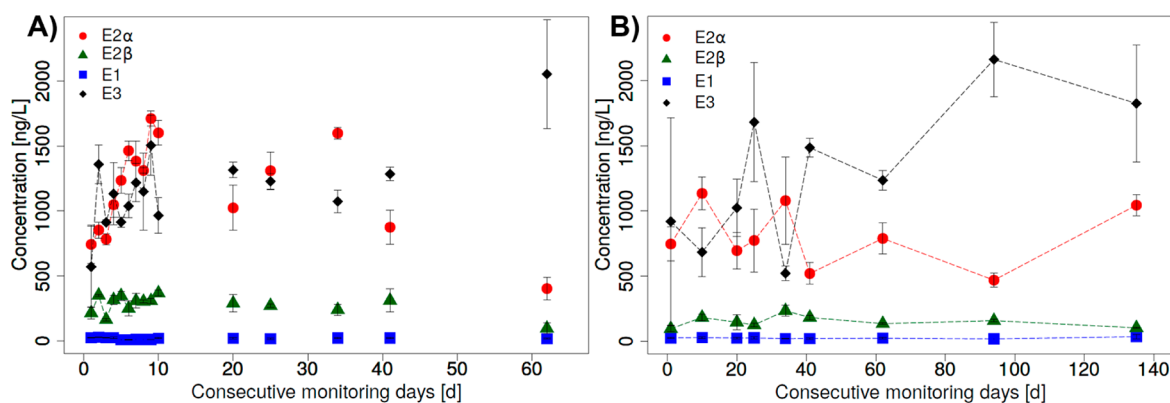 A)
E2α
E2β
E1
E3
Concentration [ng/L]
0
500
1000
1500
2000
0 10 20 30 40 50 60
Consecutive monitoring days [d]
B)
E2α
E2β
E1
E3
Concentration [ng/L]
0
500
1000
1500
2000
0 20 40 60 80 100 120 140
Consecutive monitoring days [d]